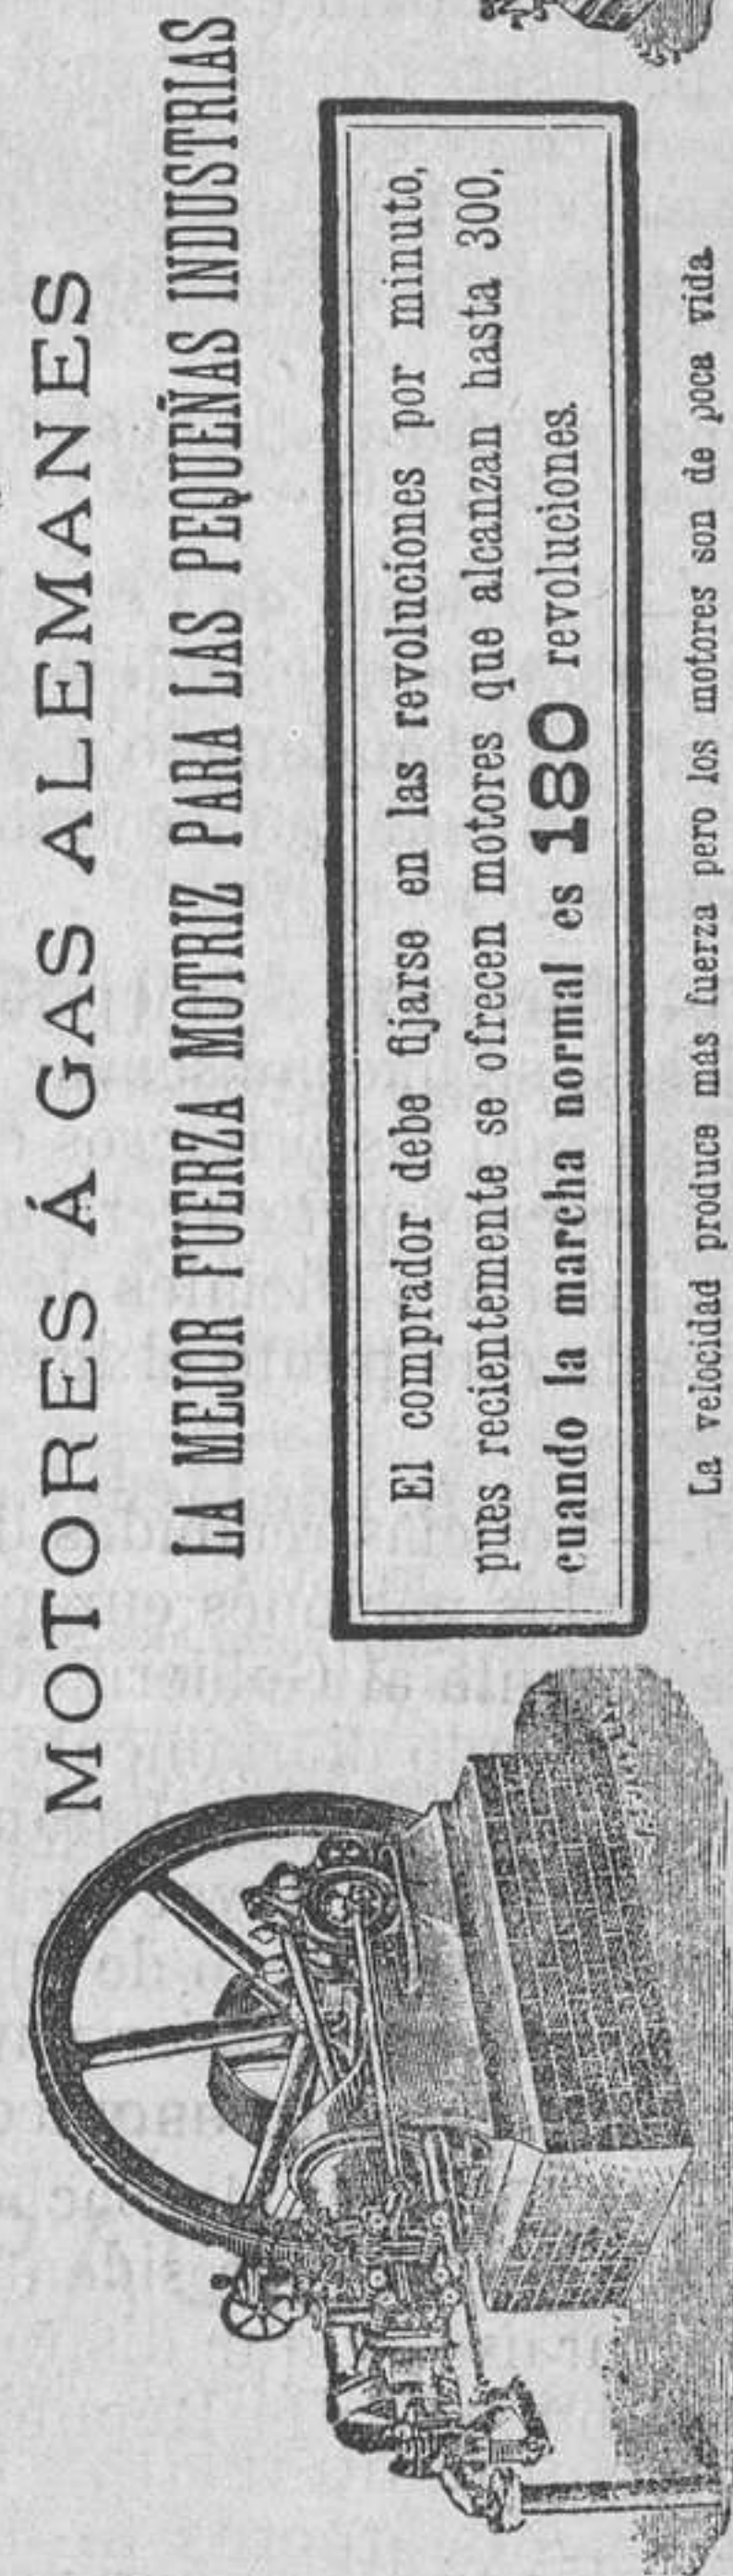 MOTORES Á GAS ALEMANES
LA MEJOR FUERZA MOTRIZ PARA LAS PEQUEÑAS INDUSTRIAS
El comprador debe fijarse en las revoluciones por minuto,
pues recientemente se ofrecen motores que alcanzan hasta 300,
cuando la marcha normal es 180 revoluciones.
La velocidad produce más fuerza pero los motores son de poca vida